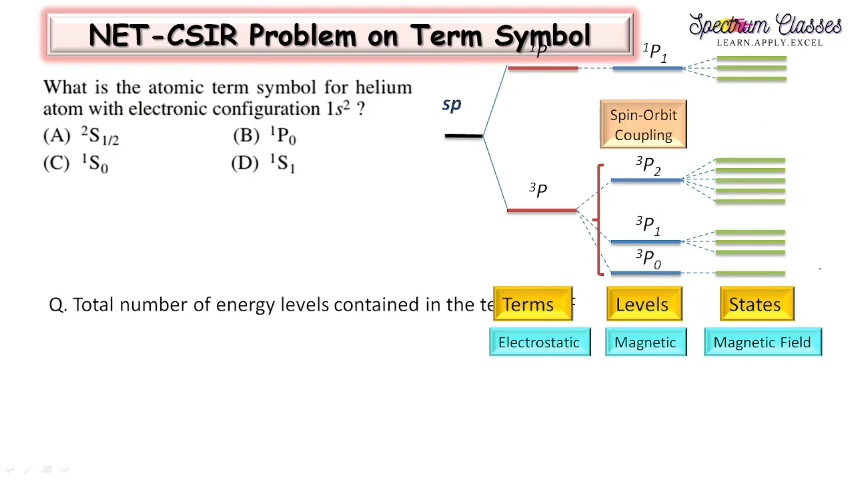 NET-CSIR Problem on Term Symbol
Spectrum Classes
LEARN.APPLY.EXCEL
What is the atomic term symbol for helium
atom with electronic configuration 1s² ?
(A) ²S₁/₂ (B) ¹P₀
(C) ¹S₀ (D) ¹S₁
sp
¹P ¹P₁
Spin-Orbit
Coupling
³P ³P₂
³P₁
³P₀
Q. Total number of energy levels contained in the
Terms Levels States
Electrostatic Magnetic Magnetic Field